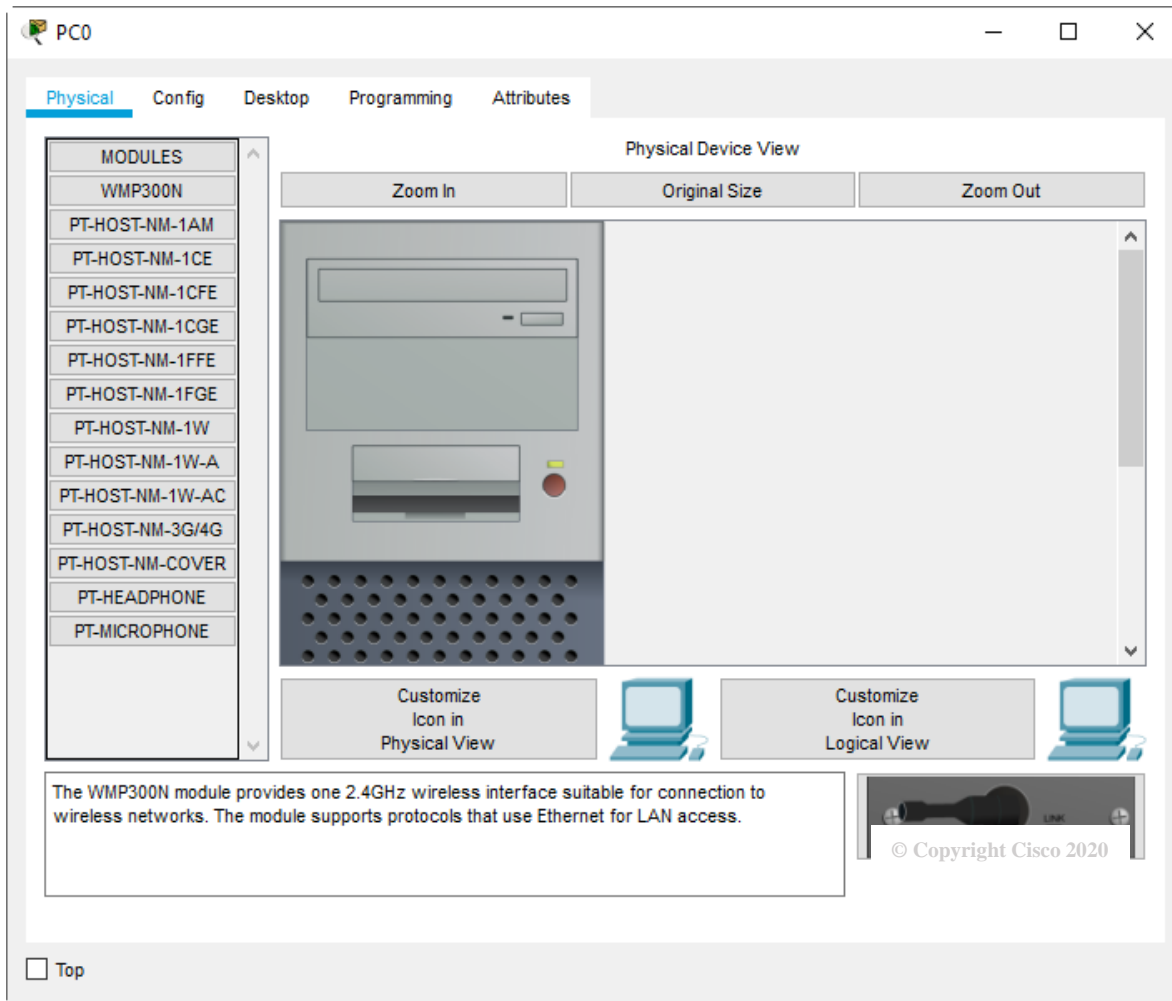 PC0
Physical Config Desktop Programming Attributes
MODULES
WMP300N
PT-HOST-NM-1AM
PT-HOST-NM-1CE
PT-HOST-NM-1CFE
PT-HOST-NM-1CGE
PT-HOST-NM-1FFE
PT-HOST-NM-1FGE
PT-HOST-NM-1W
PT-HOST-NM-1W-A
PT-HOST-NM-1W-AC
PT-HOST-NM-3G/4G
PT-HOST-NM-COVER
PT-HEADPHONE
PT-MICROPHONE
Physical Device View
Zoom In Original Size Zoom Out
Customize
Icon in
Physical View
Customize
Icon in
Logical View
The WMP300N module provides one 2.4GHz wireless interface suitable for connection to
wireless networks. The module supports protocols that use Ethernet for LAN access.
LINK
© Copyright Cisco 2020
Top